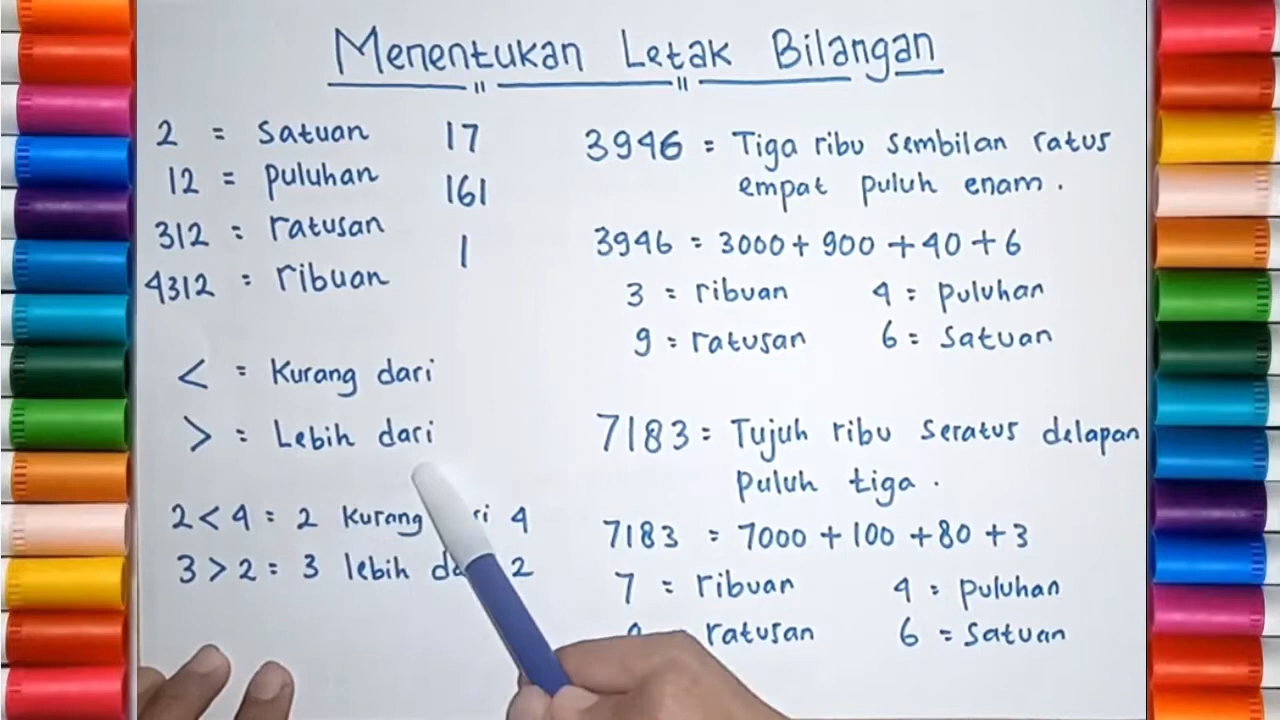 Menentukan Letak Bilangan
2 = Satuan
12 = puluhan
312 = ratusan
4312 = ribuan
17
161
1
< = Kurang dari
> = Lebih dari
2 < 4 = 2 Kurang 4
3 > 2 = 3 lebih 2
3946 = Tiga ribu sembilan ratus
empat puluh enam.
3946 = 3000 + 900 + 40 + 6
3 = ribuan 4 = puluhan
9 = ratusan 6 = Satuan
7183 = Tujuh ribu seratus delapan
puluh tiga.
7183 = 7000 + 100 + 80 + 3
7 = ribuan 4 = puluhan
ratusan 6 = Satuan